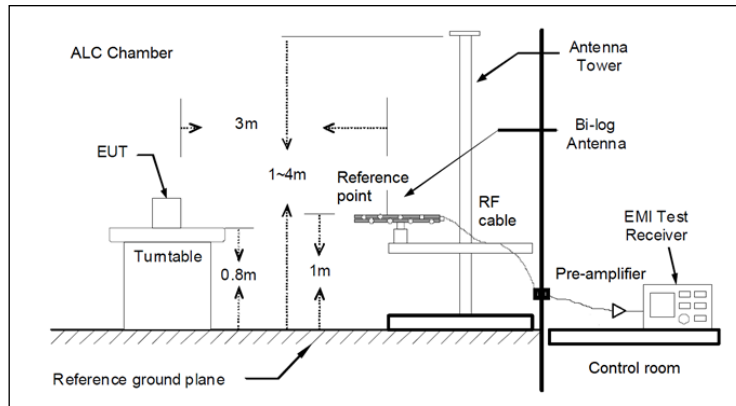 ALC Chamber
Antenna
Tower
3m
Bi-log
Antenna
EUT
1~4m
Reference
point
RF
cable
EMI Test
Receiver
Turntable
0.8m
1m
Pre-amplifier
Reference ground plane
Control room